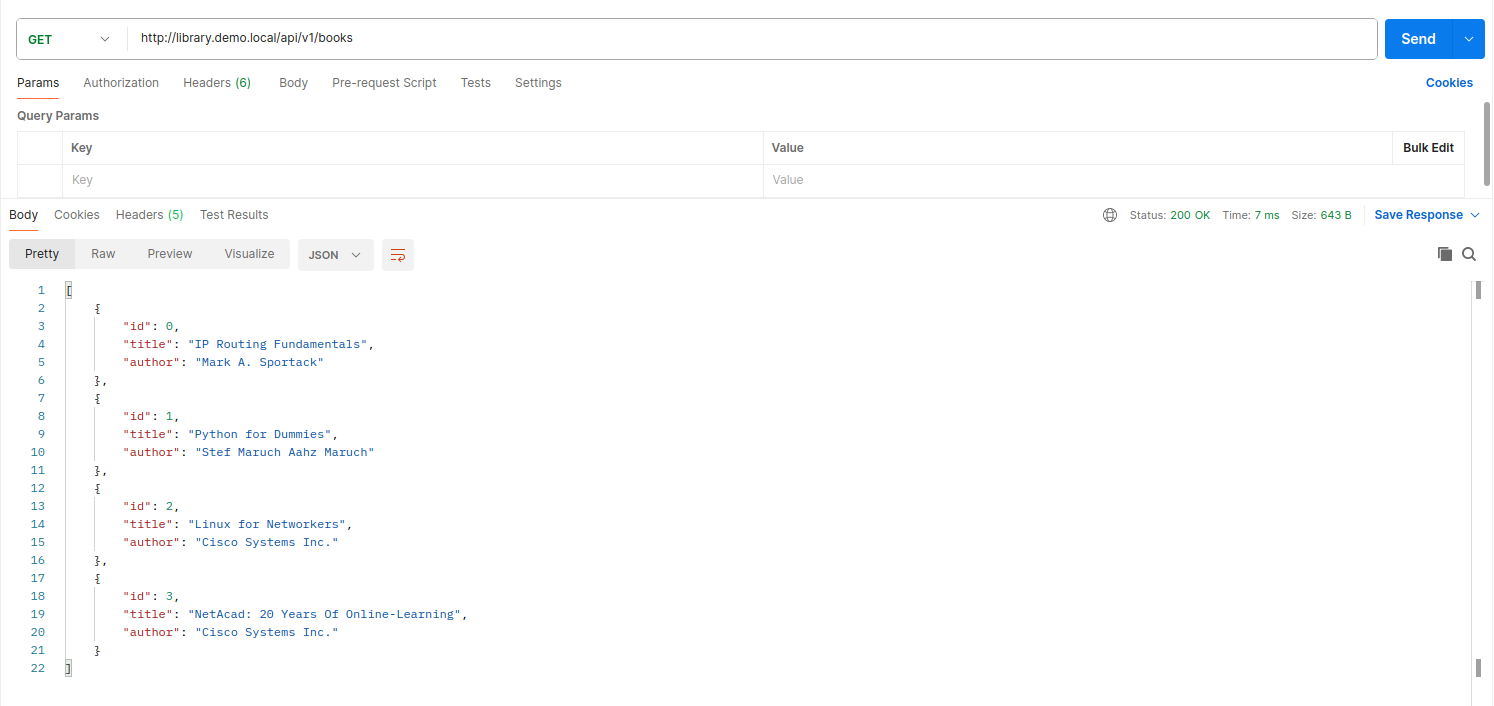 GET http://library.demo.local/api/v1/books Send
Params Authorization Headers (6) Body Pre-request Script Tests Settings Cookies
Query Params
Key Value Bulk Edit
Key Value
Body Cookies Headers (5) Test Results Status: 200 OK Time: 7 ms Size: 643 B Save Response
Pretty Raw Preview Visualize JSON
1 [
2 {
3 "id": 0,
4 "title": "IP Routing Fundamentals",
5 "author": "Mark A. Sportack"
6 },
7 {
8 "id": 1,
9 "title": "Python for Dummies",
10 "author": "Stef Maruch Aahz Maruch"
11 },
12 {
13 "id": 2,
14 "title": "Linux for Networkers",
15 "author": "Cisco Systems Inc."
16 },
17 {
18 "id": 3,
19 "title": "NetAcad: 20 Years Of Online-Learning",
20 "author": "Cisco Systems Inc."
21 }
22 ]